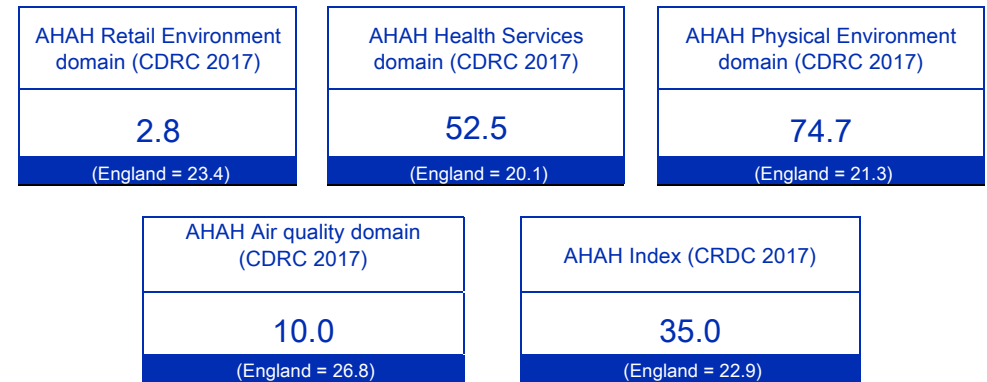 AHAH Retail Environment
domain (CDRC 2017)
2.8
(England = 23.4)
AHAH Health Services
domain (CDRC 2017)
52.5
(England = 20.1)
AHAH Physical Environment
domain (CDRC 2017)
74.7
(England = 21.3)
AHAH Air quality domain
(CDRC 2017)
10.0
(England = 26.8)
AHAH Index (CRDC 2017)
35.0
(England = 22.9)